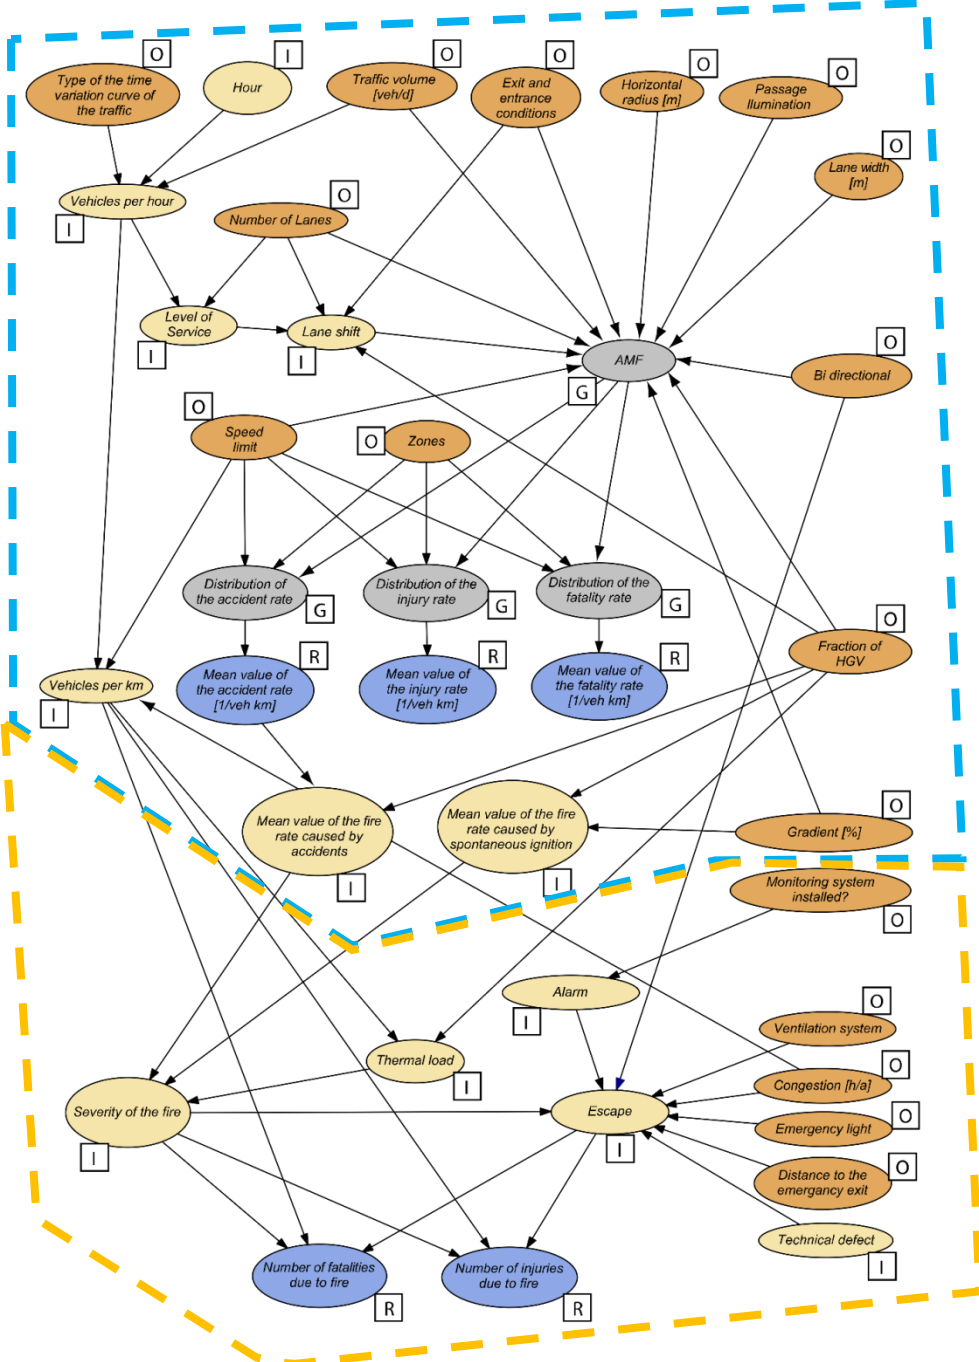 O
I
O
O
O
O
Type of the time
variation curve of
the traffic
Hour
Traffic volume
[veh/d]
Exit and
entrance
conditions
Horizontal
radius [m]
Passage
Ilumination
O
Lane width
[m]
Vehicles per hour
I
O
Number of Lanes
Level of
Service
I
Lane shift
I
AMF
G
O
Bi directional
O
Speed
limit
O
Zones
Distribution of
the accident rate
G
Distribution of the
injury rate
G
Distribution of the
fatality rate
G
O
Fraction of
HGV
R
Mean value of
the accident rate
[1/veh km]
R
Mean value of
the injury rate
[1/veh km]
R
Mean value of
the fatality rate
[1/veh km]
Vehicles per km
I
Mean value of the fire
rate caused by
accidents
I
Mean value of the fire
rate caused by
spontaneous ignition
I
O
Gradient [%]
Monitoring system
installed?
O
Alarm
I
O
Ventilation system
Thermal load
I
O
Congestion [h/a]
Severity of the fire
I
Escape
I
O
Emergency light
O
Distance to the
emergancy exit
Technical defect
I
Number of fatalities
due to fire
R
Number of injuries
due to fire
R